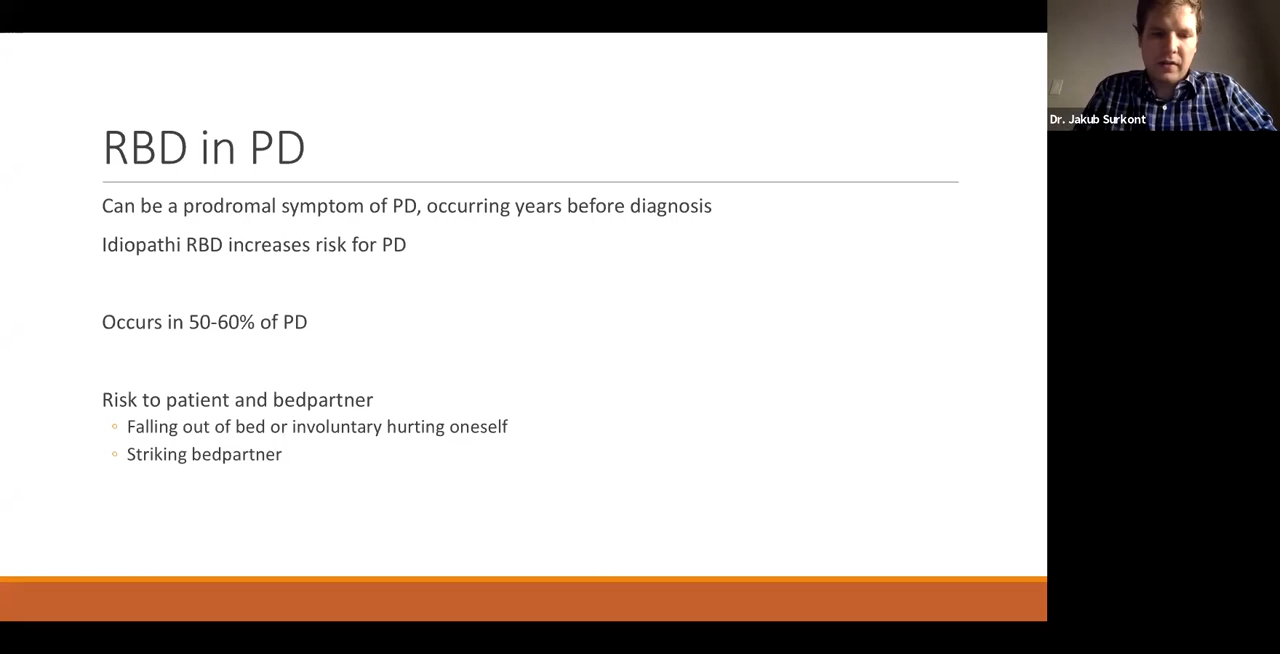 RBD in PD
Can be a prodromal symptom of PD, occurring years before diagnosis
Idiopathi RBD increases risk for PD
Occurs in 50-60% of PD
Risk to patient and bedpartner
◦ Falling out of bed or involuntary hurting oneself
◦ Striking bedpartner
Dr. Jakub Surkont